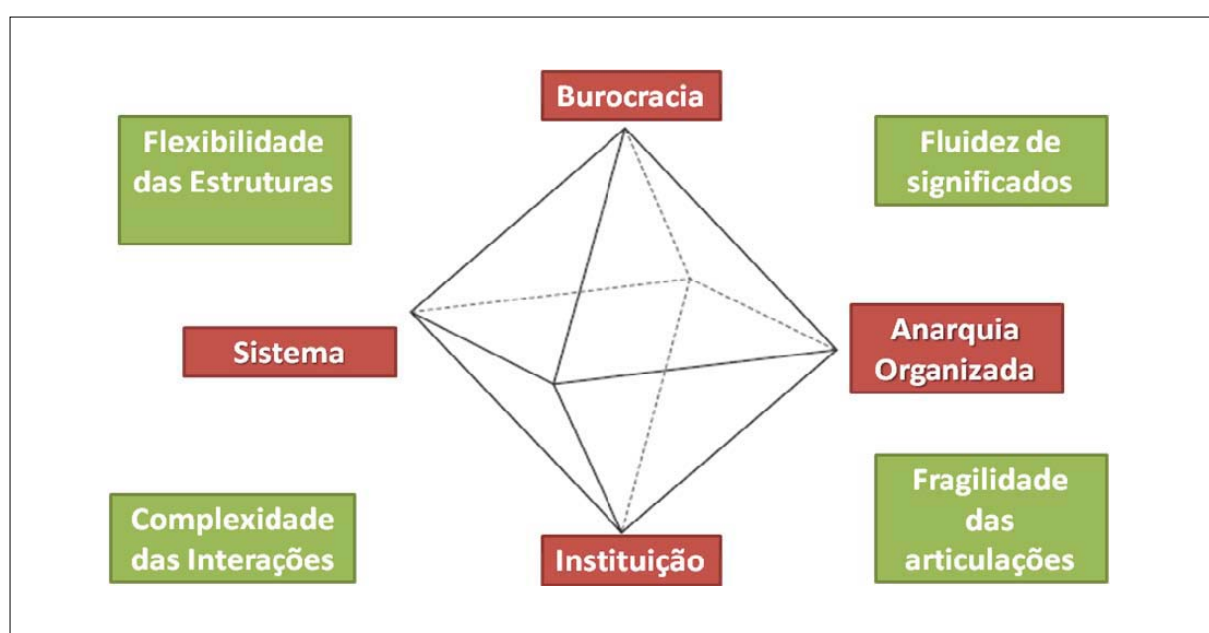 Burocracia
Flexibilidade
das Estruturas
Fluidez de
significados
Sistema
Anarquia
Organizada
Complexidade
das Interações
Instituição
Fragilidade
das
articulações